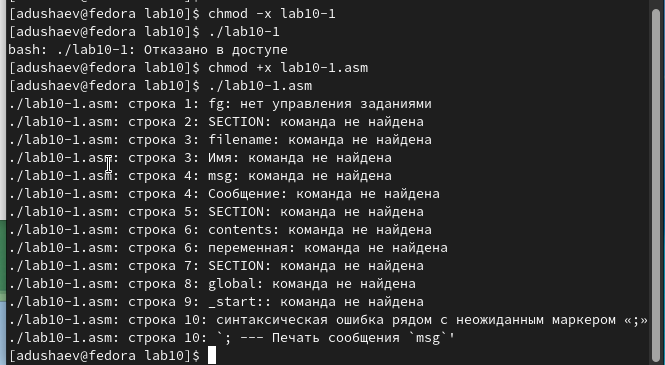 [adushaev@fedora lab10]$ chmod -x lab10-1
[adushaev@fedora lab10]$ ./lab10-1
bash: ./lab10-1: Отказано в доступе
[adushaev@fedora lab10]$ chmod +x lab10-1.asm
[adushaev@fedora lab10]$ ./lab10-1.asm
./lab10-1.asm: строка 1: fg: нет управления заданиями
./lab10-1.asm: строка 2: SECTION: команда не найдена
./lab10-1.asm: строка 3: filename: команда не найдена
./lab10-1.asm: строка 3: Имя: команда не найдена
./lab10-1.asm: строка 4: msg: команда не найдена
./lab10-1.asm: строка 4: Сообщение: команда не найдена
./lab10-1.asm: строка 5: SECTION: команда не найдена
./lab10-1.asm: строка 6: contents: команда не найдена
./lab10-1.asm: строка 6: переменная: команда не найдена
./lab10-1.asm: строка 7: SECTION: команда не найдена
./lab10-1.asm: строка 8: global: команда не найдена
./lab10-1.asm: строка 9: _start:: команда не найдена
./lab10-1.asm: строка 10: синтаксическая ошибка рядом с неожиданным маркером «;»
./lab10-1.asm: строка 10: `; --- Печать сообщения `msg`'
[adushaev@fedora lab10]$